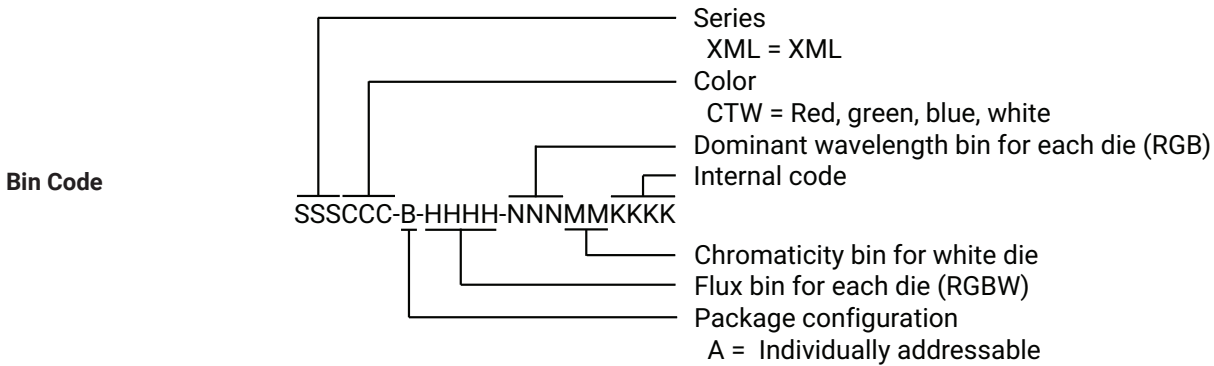 Series
XML = XML
Color
CTW = Red, green, blue, white
Dominant wavelength bin for each die (RGB)
Internal code
Bin Code
SSSCCC-B-HHHH-NNNMMKKKK
Chromaticity bin for white die
Flux bin for each die (RGBW)
Package configuration
A = Individually addressable